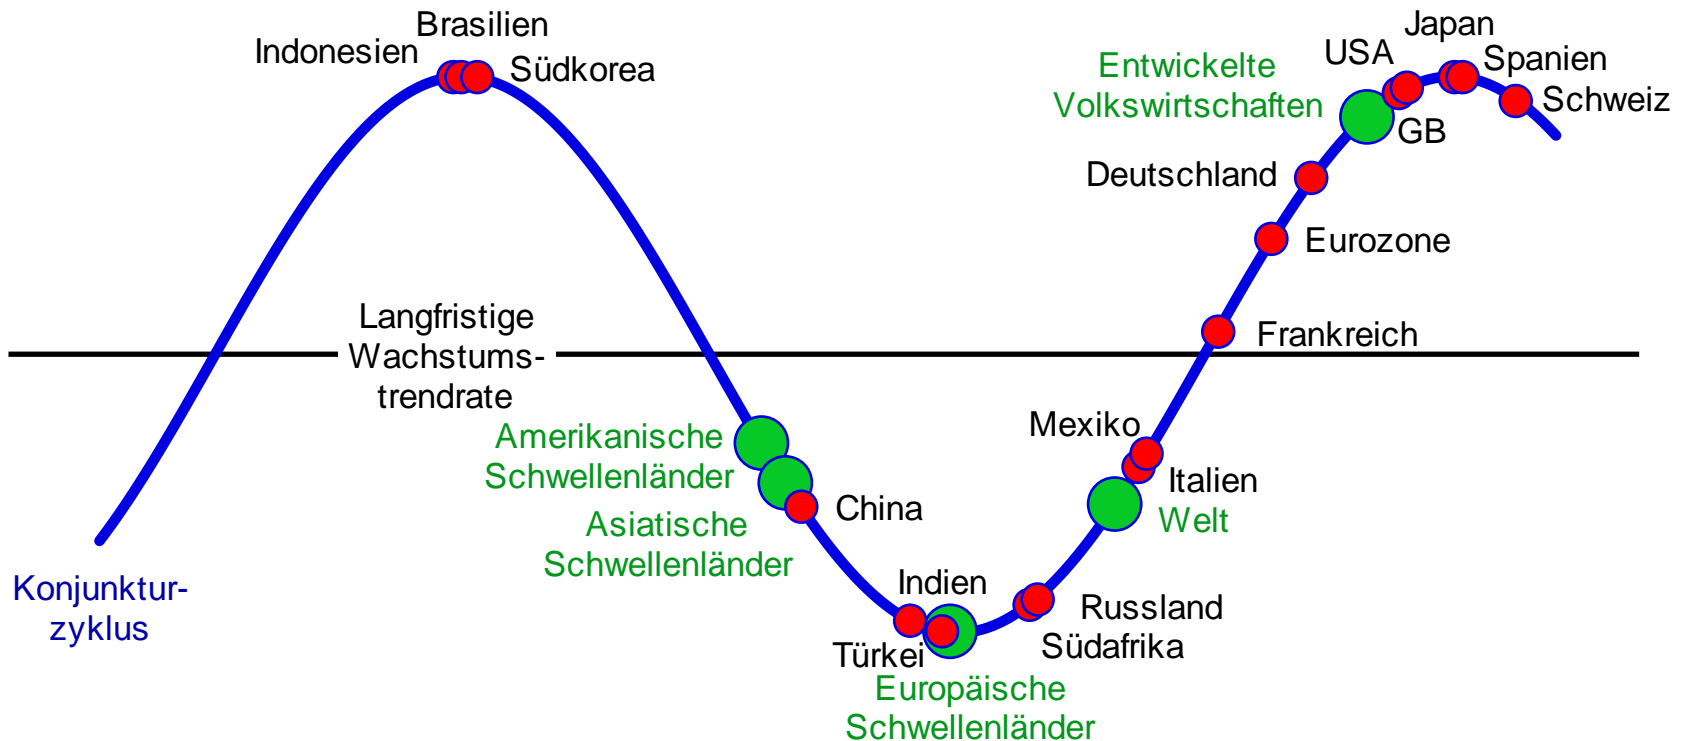 Brasilien
Indonesien
Südkorea
Japan
USA
Spanien
Entwickelte
Volkswirtschaften
Schweiz
GB
Deutschland
Eurozone
Frankreich
Langfristige
Wachstums-
trendrate
Amerikanische
Schwellenländer
Mexiko
Italien
Welt
China
Asiatische
Schwellenländer
Konjunktur-
zyklus
Indien
Russland
Südafrika
Türkei
Europäische
Schwellenländer